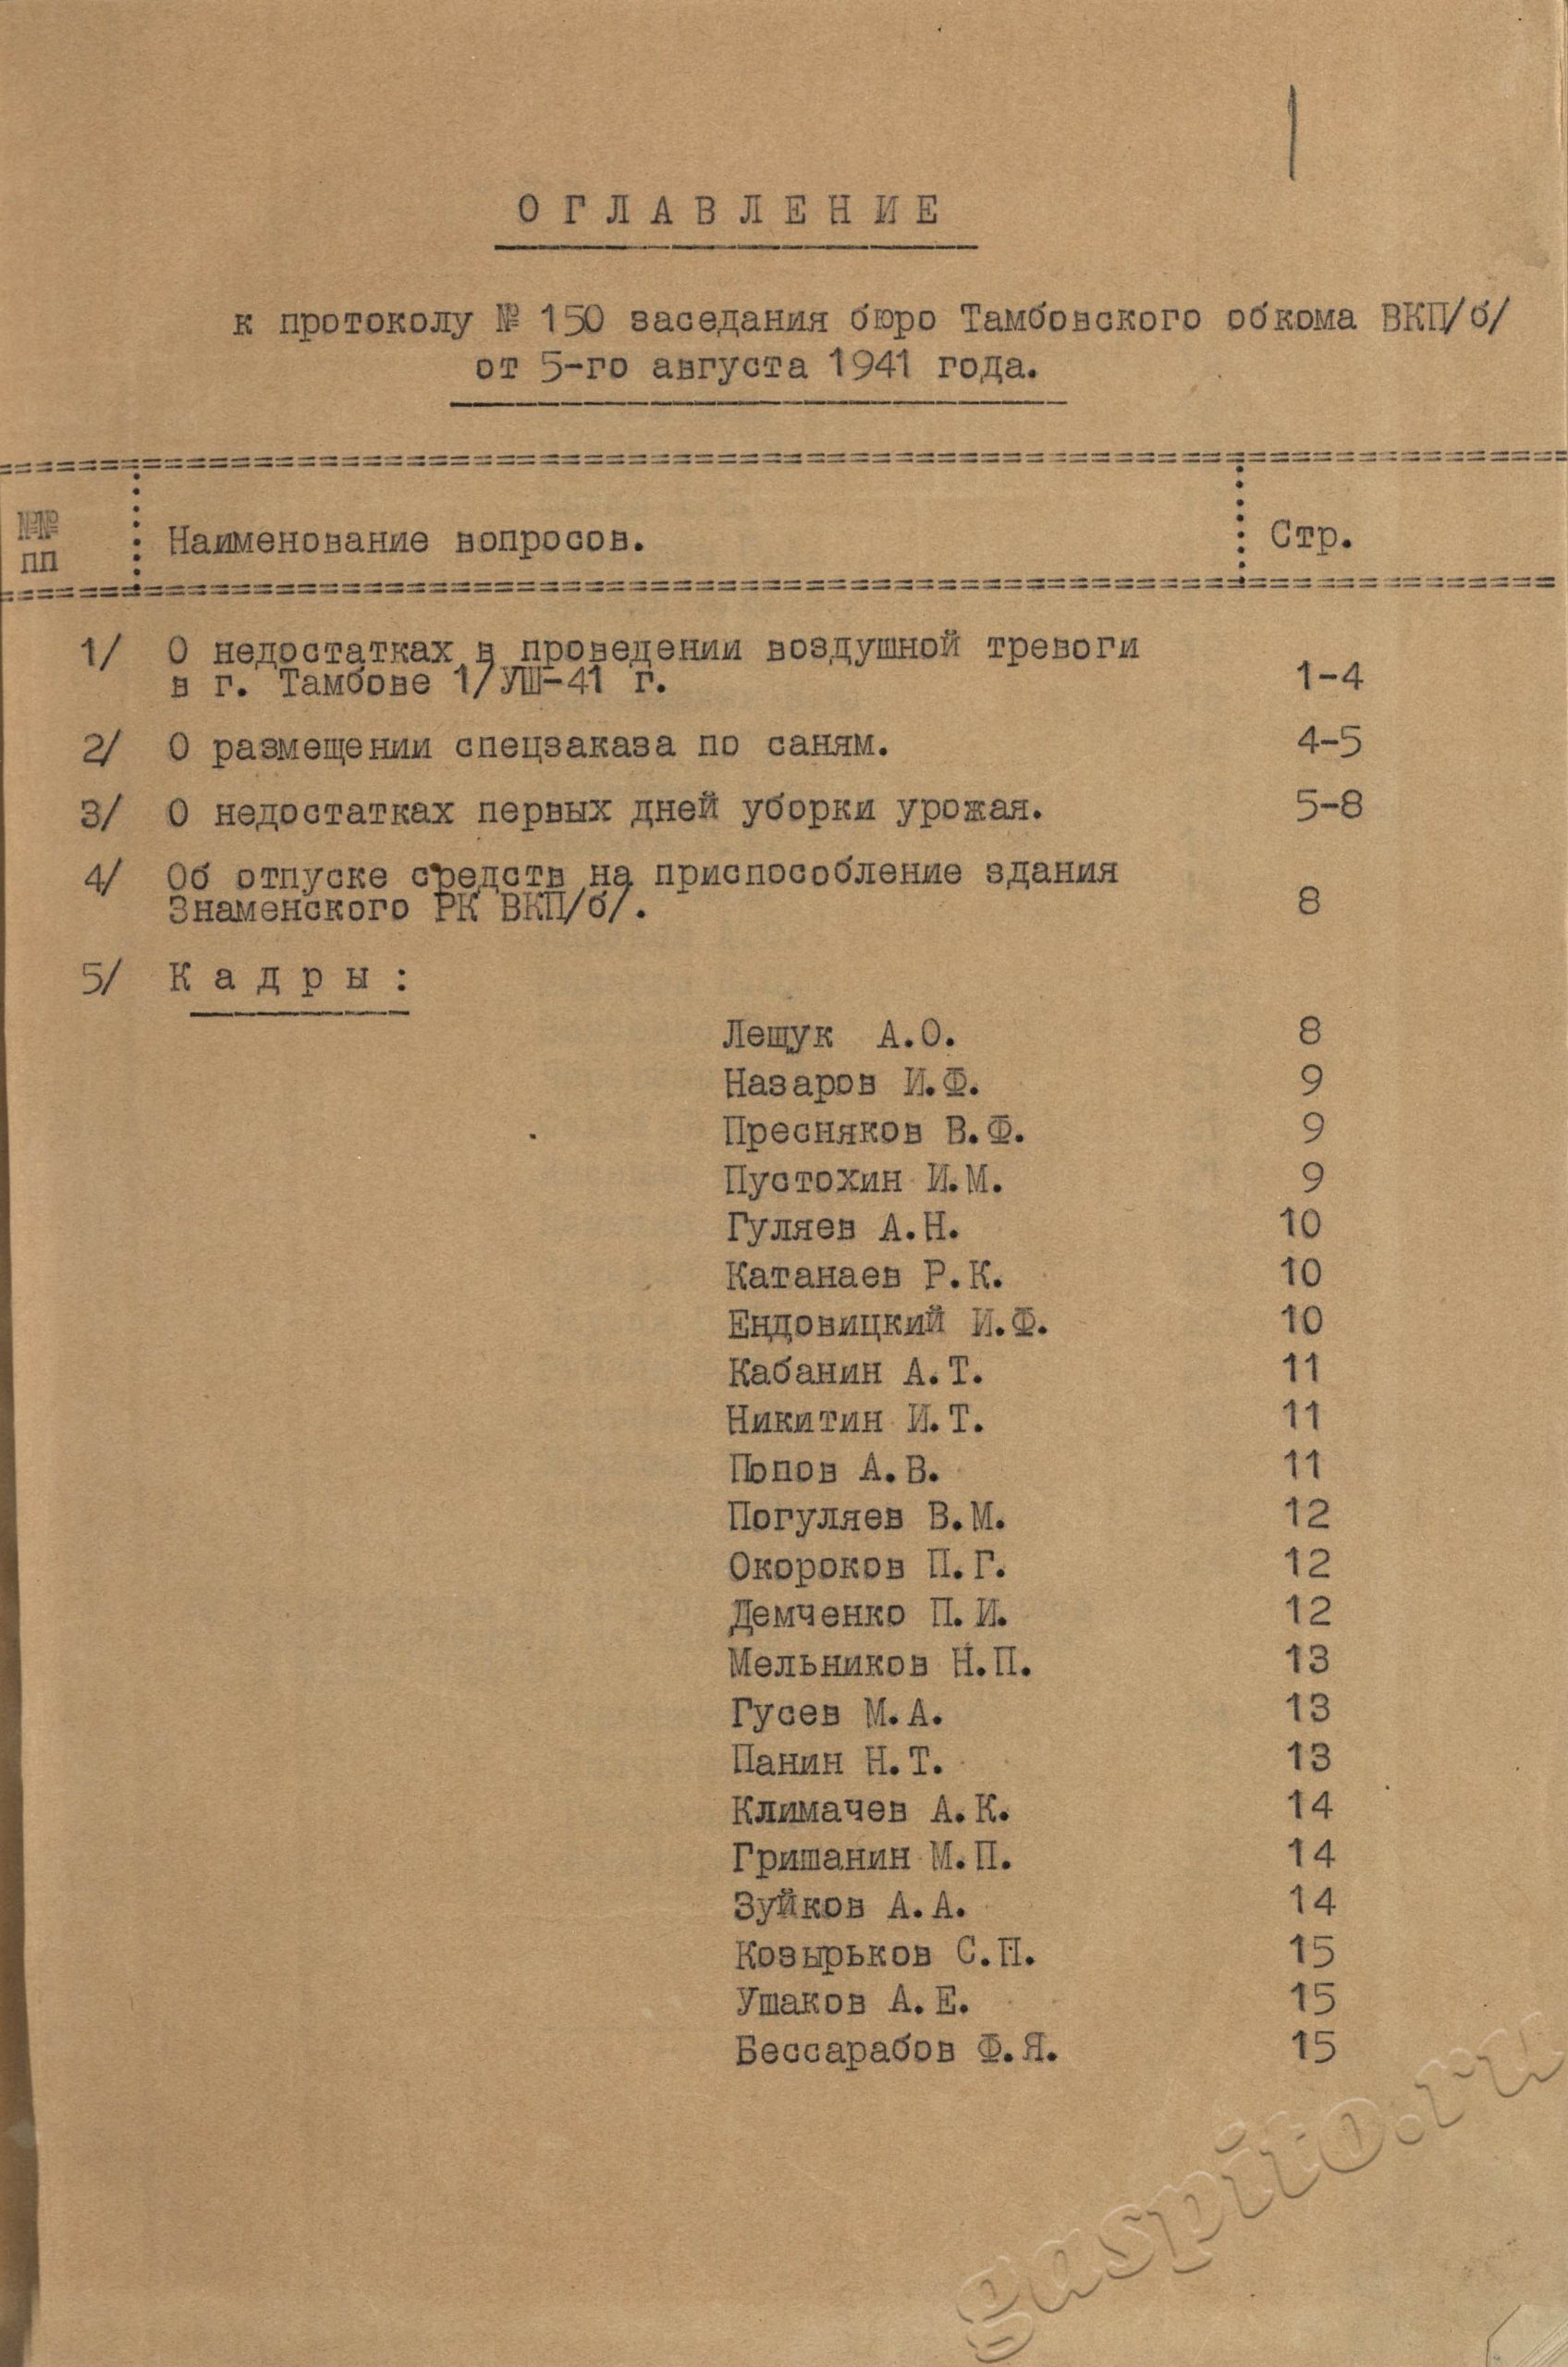 1
ОГЛАВЛЕНИЕ
к протоколу № 150 заседания бюро Тамбовского обкома ВКП/б/
от 5-го августа 1941 года.
№№ пп Наименование вопросов. Стр.
1/ О недостатках в проведении воздушной тревоги
в г. Тамбове 1/УШ-41 г. 1-4
2/ О размещении спецзаказа по саням. 4-5
3/ О недостатках первых дней уборки урожая. 5-8
4/ Об отпуске средств на приспособление здания
Знаменского РК ВКП/б/. 8
5/ Кадры:
Лещук А.О. 8
Назаров И.Ф. 9
Пресняков В.Ф. 9
Пустохин И.М. 9
Гуляев А.Н. 10
Катанаев Р.К. 10
Ендовицкий И.Ф. 10
Кабанин А.Т. 11
Никитин И.Т. 11
Попов А.В. 11
Погуляев В.М. 12
Окороков П.Г. 12
Демченко П.И. 12
Мельников Н.П. 13
Гусев М.А. 13
Панин Н.Т. 13
Климачев А.К. 14
Гришанин М.П. 14
Зуйков А.А. 14
Козырьков С.П. 15
Ушаков А.Е. 15
Бессарабов Ф.Я. 15
gaspito.ru